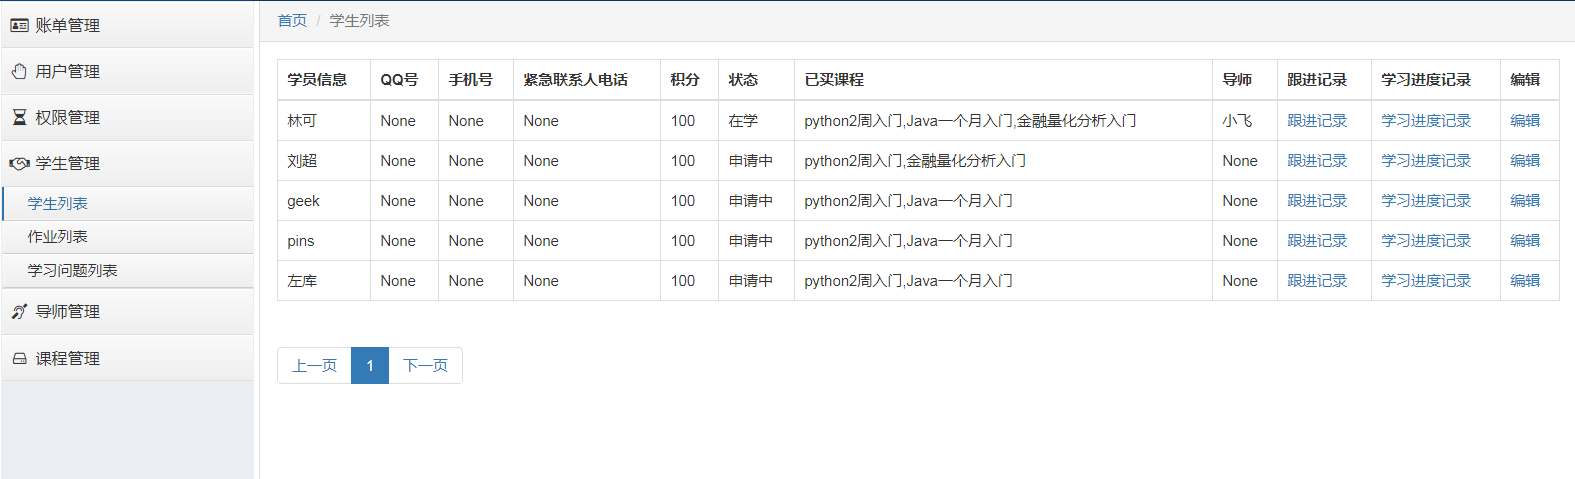 账单管理
用户管理
权限管理
学生管理
学生列表
作业列表
学习问题列表
导师管理
课程管理
首页 / 学生列表
学员信息 QQ号 手机号 紧急联系人电话 积分 状态 已买课程 导师 跟进记录 学习进度记录 编辑
林可 None None None 100 在学 python2周入门,Java一个月入门,金融量化分析入门 小飞 跟进记录 学习进度记录 编辑
刘超 None None None 100 申请中 python2周入门,金融量化分析入门 None 跟进记录 学习进度记录 编辑
geek None None None 100 申请中 python2周入门,Java一个月入门 None 跟进记录 学习进度记录 编辑
pins None None None 100 申请中 python2周入门,Java一个月入门 None 跟进记录 学习进度记录 编辑
左库 None None None 100 申请中 python2周入门,Java一个月入门 None 跟进记录 学习进度记录 编辑
上一页 1 下一页